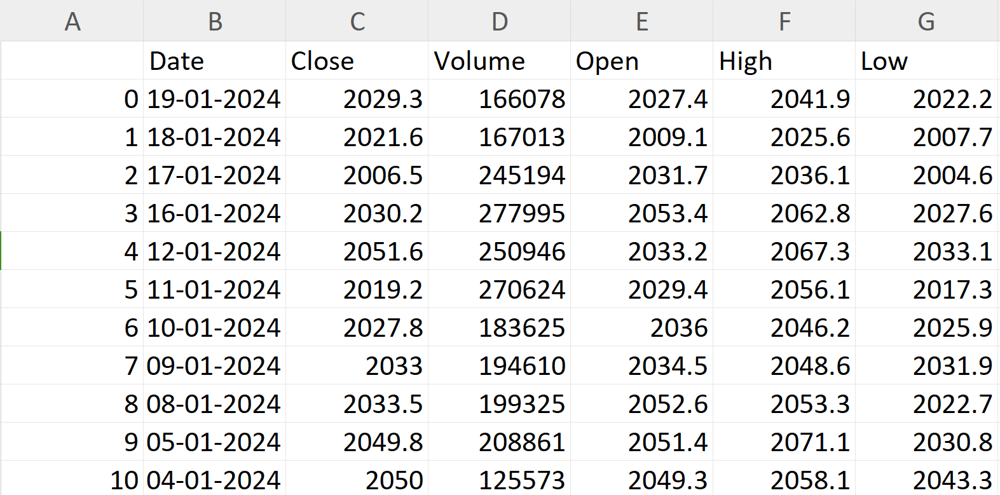 A B C D E F G
Date Close Volume Open High Low
0 19-01-2024 2029.3 166078 2027.4 2041.9 2022.2
1 18-01-2024 2021.6 167013 2009.1 2025.6 2007.7
2 17-01-2024 2006.5 245194 2031.7 2036.1 2004.6
3 16-01-2024 2030.2 277995 2053.4 2062.8 2027.6
4 12-01-2024 2051.6 250946 2033.2 2067.3 2033.1
5 11-01-2024 2019.2 270624 2029.4 2056.1 2017.3
6 10-01-2024 2027.8 183625 2036 2046.2 2025.9
7 09-01-2024 2033 194610 2034.5 2048.6 2031.9
8 08-01-2024 2033.5 199325 2052.6 2053.3 2022.7
9 05-01-2024 2049.8 208861 2051.4 2071.1 2030.8
10 04-01-2024 2050 125573 2049.3 2058.1 2043.3